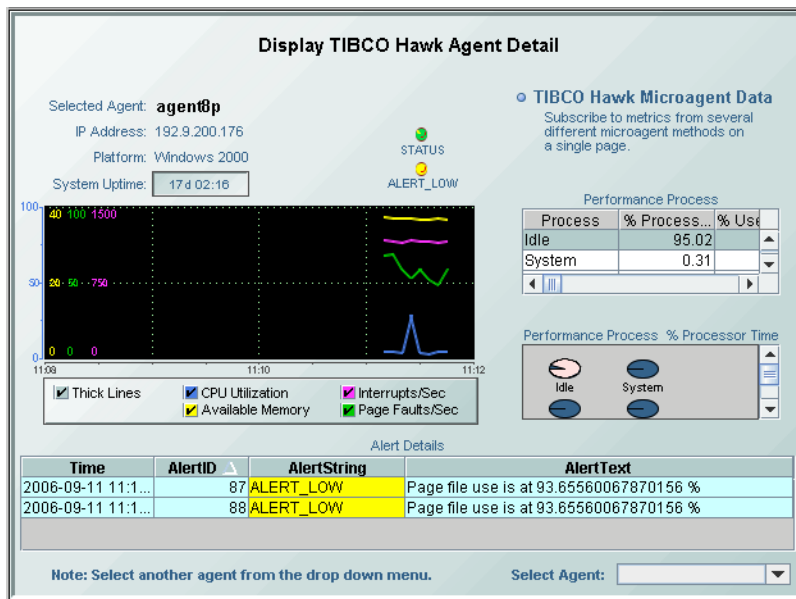 Display TIBCO Hawk Agent Detail
Selected Agent: agent8p
IP Address: 192.9.200.176
Platform: Windows 2000
System Uptime: 17d 02:16
STATUS
ALERT_LOW
TIBCO Hawk Microagent Data
Subscribe to metrics from several
different microagent methods on
a single page.
100 40 100 1500
50 20 50 750
0 0 0 0
11:08 11:10 11:12
Thick Lines CPU Utilization Interrupts/Sec
Available Memory Page Faults/Sec
Performance Process
Process % Process... % Use
Idle 95.02
System 0.31
Performance Process % Processor Time
Idle System
Alert Details
Time AlertID AlertString AlertText
2006-09-11 11:1... 87 ALERT_LOW Page file use is at 93.65560067870156 %
2006-09-11 11:1... 88 ALERT_LOW Page file use is at 93.65560067870156 %
Note: Select another agent from the drop down menu. Select Agent: